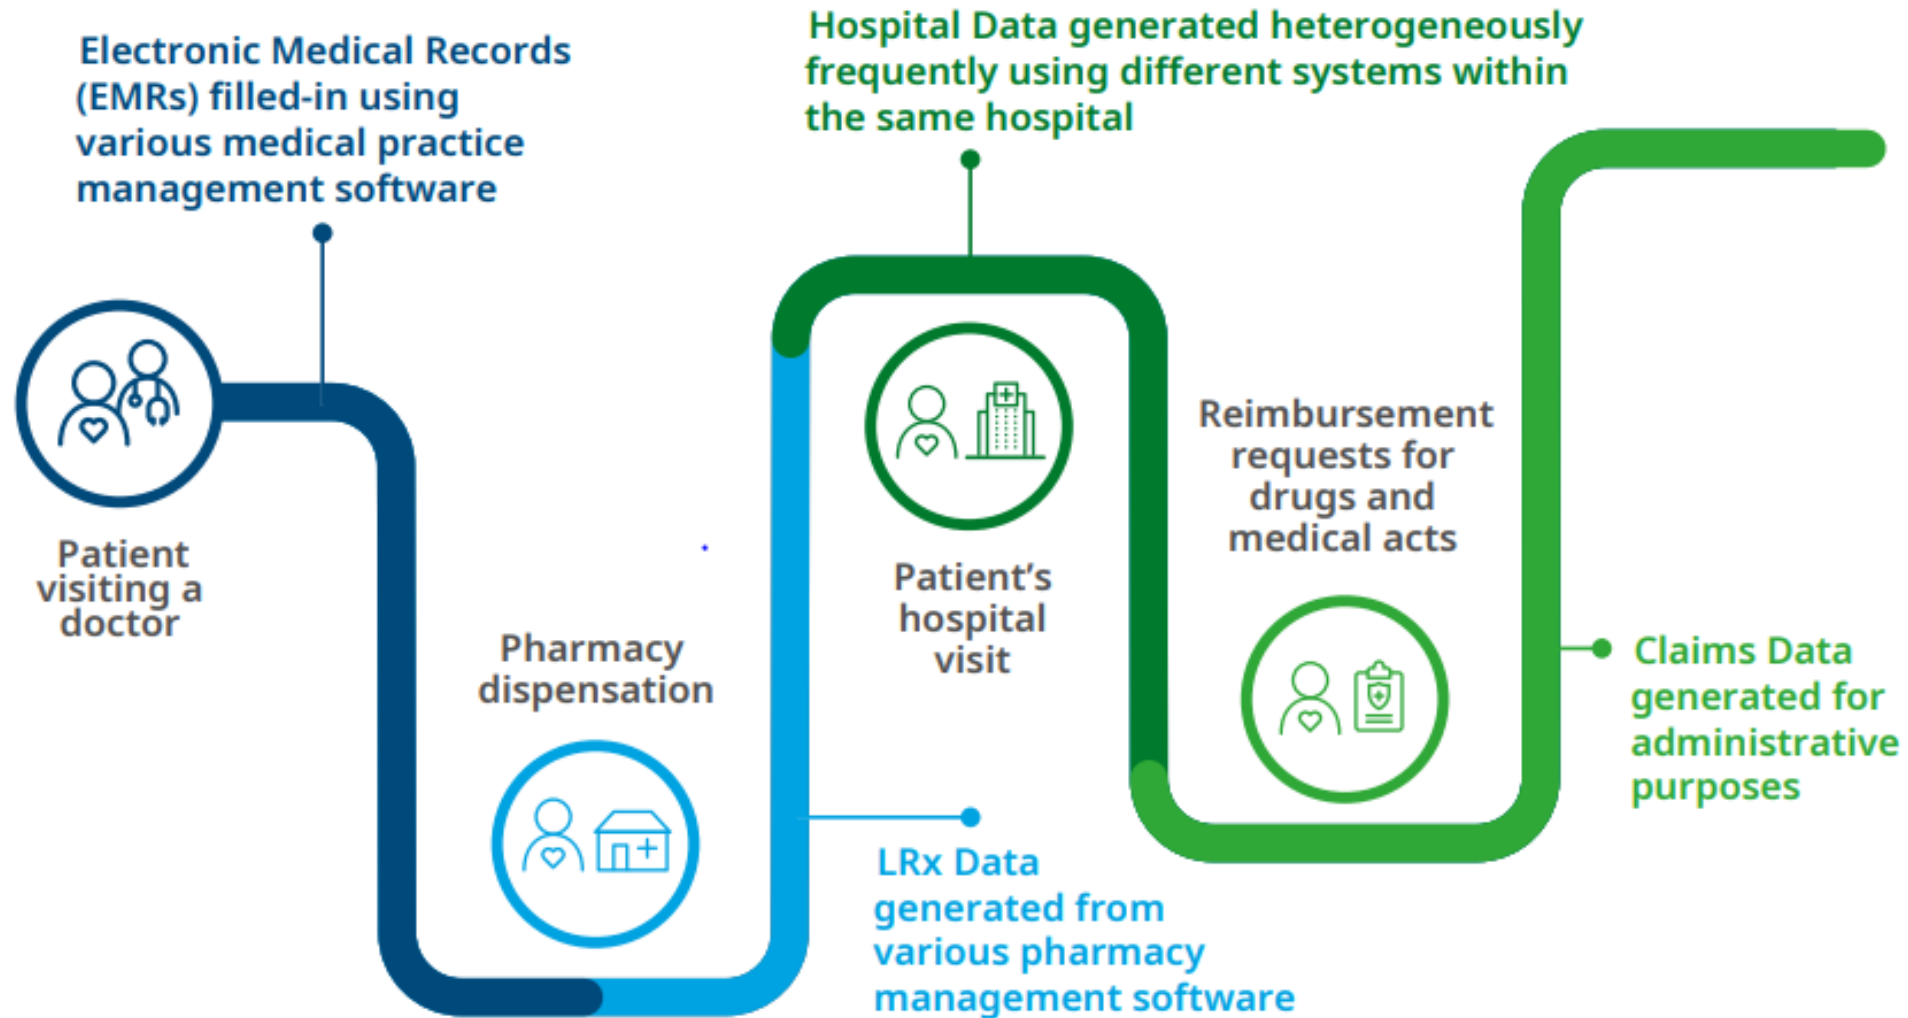 Electronic Medical Records
(EMRs) filled-in using
various medical practice
management software
Hospital Data generated heterogeneously
frequently using different systems within
the same hospital
Patient
visiting a
doctor
Pharmacy
dispensation
Patient’s
hospital
visit
Reimbursement
requests for
drugs and
medical acts
LRx Data
generated from
various pharmacy
management software
Claims Data
generated for
administrative
purposes